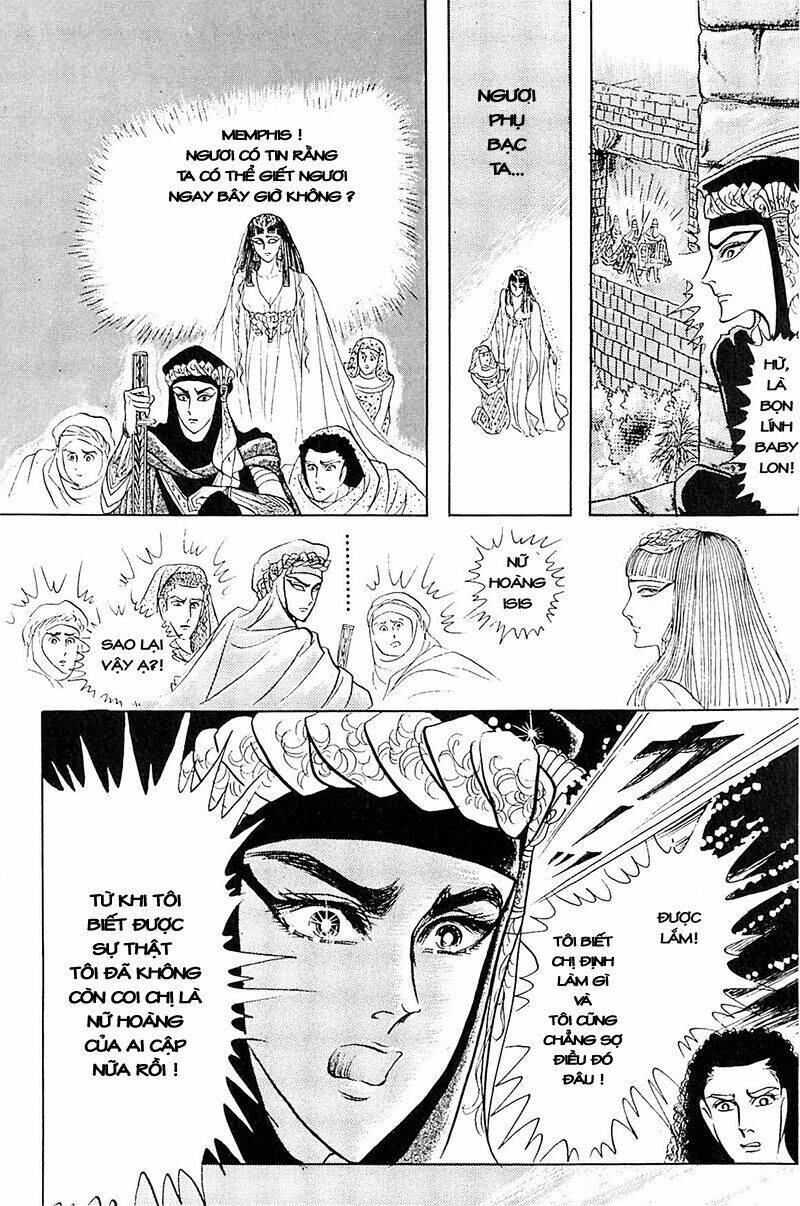 HỪ,
LÀ
BỌN
LÍNH
BABY
LON!
NGƯƠI
PHỤ
BẠC
TA...
MEMPHIS !
NGƯƠI CÓ TIN RẰNG
TA CÓ THỂ GIẾT NGƯƠI
NGAY BÂY GIỜ KHÔNG ?
NỮ
HOÀNG
ISIS
SAO LẠI
VẬY Ạ?!
カーッ
ĐƯỢC
LẮM!
TÔI BIẾT
CHỊ ĐỊNH
LÀM GÌ
VÀ
TÔI CŨNG
CHẲNG SỢ
ĐIỀU ĐÓ
ĐÂU !
TỪ KHI TÔI
BIẾT ĐƯỢC
SỰ THẬT
TÔI ĐÃ KHÔNG
CÒN COI CHỊ LÀ
NỮ HOÀNG
CỦA AI CẬP
NỮA RỒI !